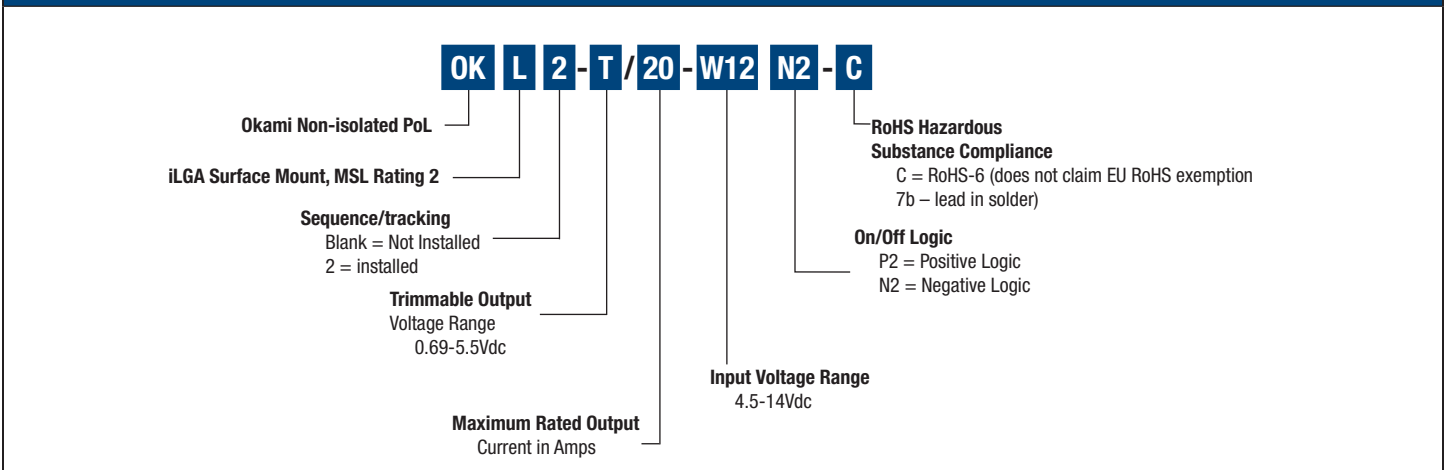 OK L 2 - T / 20 - W12 N2 - C
Okami Non-isolated PoL
iLGA Surface Mount, MSL Rating 2
Sequence/tracking
Blank = Not Installed
2 = installed
Trimmable Output
Voltage Range
0.69-5.5Vdc
Maximum Rated Output
Current in Amps
Input Voltage Range
4.5-14Vdc
On/Off Logic
P2 = Positive Logic
N2 = Negative Logic
RoHS Hazardous
Substance Compliance
C = RoHS-6 (does not claim EU RoHS exemption
7b – lead in solder)